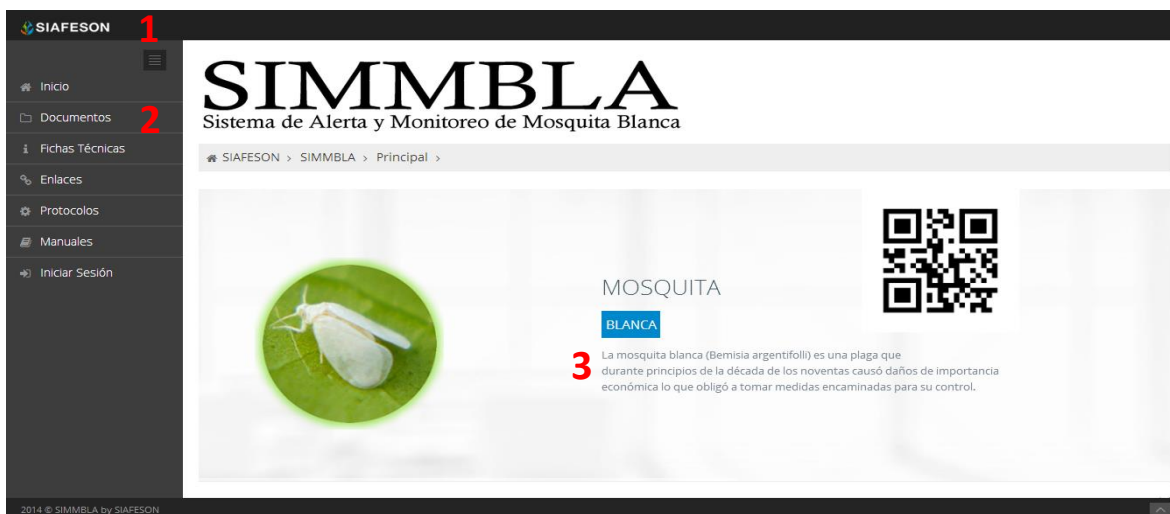 SIAFESON
1
Inicio
Documentos
2
Fichas Técnicas
Enlaces
Protocolos
Manuales
Iniciar Sesión
SIMMBLA
Sistema de Alerta y Monitoreo de Mosquita Blanca
SIAFESON > SIMMBLA > Principal >
MOSQUITA
BLANCA
3
La mosquita blanca (Bemisia argentifolli) es una plaga que
durante principios de la década de los noventas causó daños de importancia
económica lo que obligó a tomar medidas encaminadas para su control.
2014 © SIMMBLA by SIAFESON